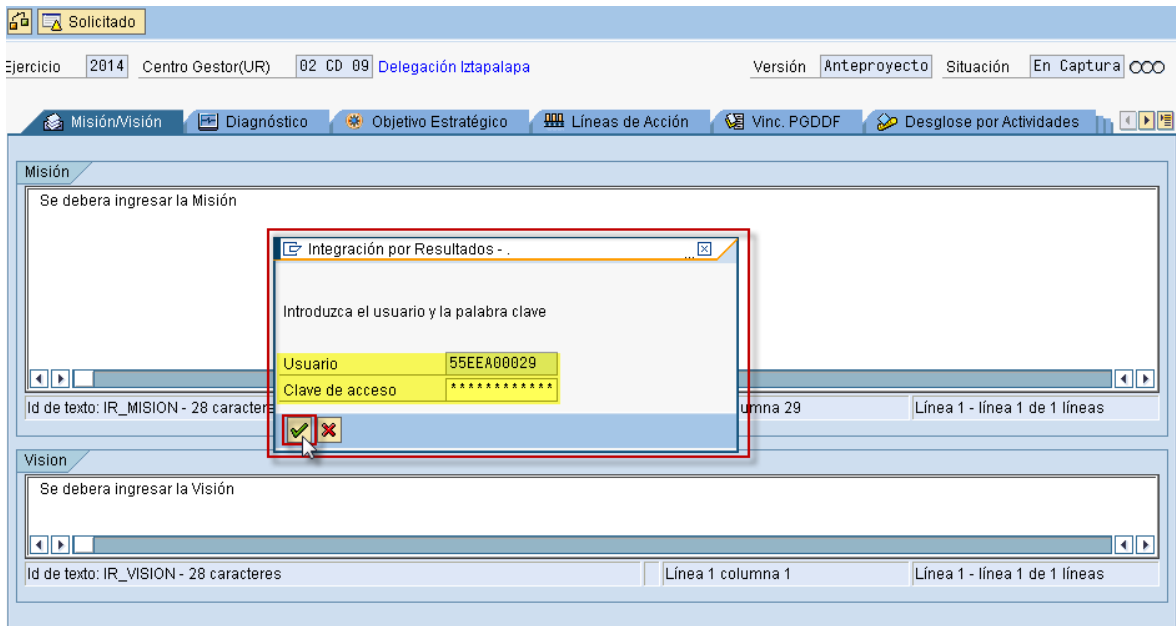 Solicitado
Ejercicio 2014 Centro Gestor(UR) 02 CD 09 Delegación Iztapalapa Versión Anteproyecto Situación En Captura
Misión/Visión Diagnóstico Objetivo Estratégico Líneas de Acción Vinc. PGDDF Desglose por Actividades
Misión
Se debera ingresar la Misión
Integración por Resultados - . ...
Introduzca el usuario y la palabra clave
Usuario 55EEA00029
Clave de acceso ************
Id de texto: IR_MISION - 28 caractere umna 29 Línea 1 - línea 1 de 1 líneas
Vision
Se debera ingresar la Visión
Id de texto: IR_VISION - 28 caracteres Línea 1 columna 1 Línea 1 - línea 1 de 1 líneas